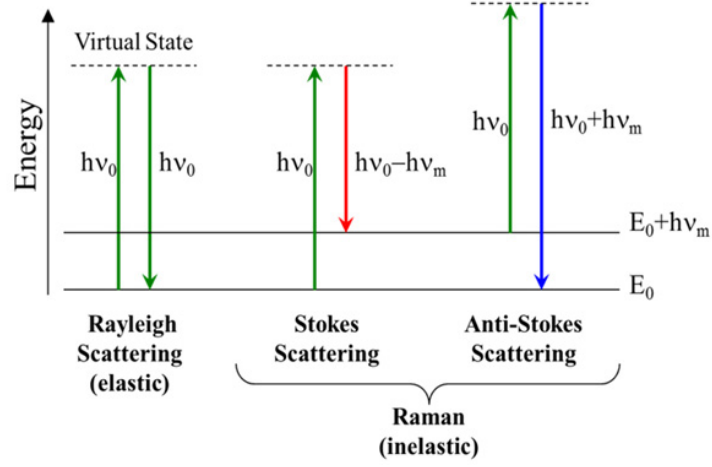 Energy
Virtual State
hν₀
hν₀
hν₀
hν₀–hνₘ
hν₀
hν₀+hνₘ
E₀+hνₘ
E₀
Rayleigh
Scattering
(elastic)
Stokes
Scattering
Anti-Stokes
Scattering
Raman
(inelastic)